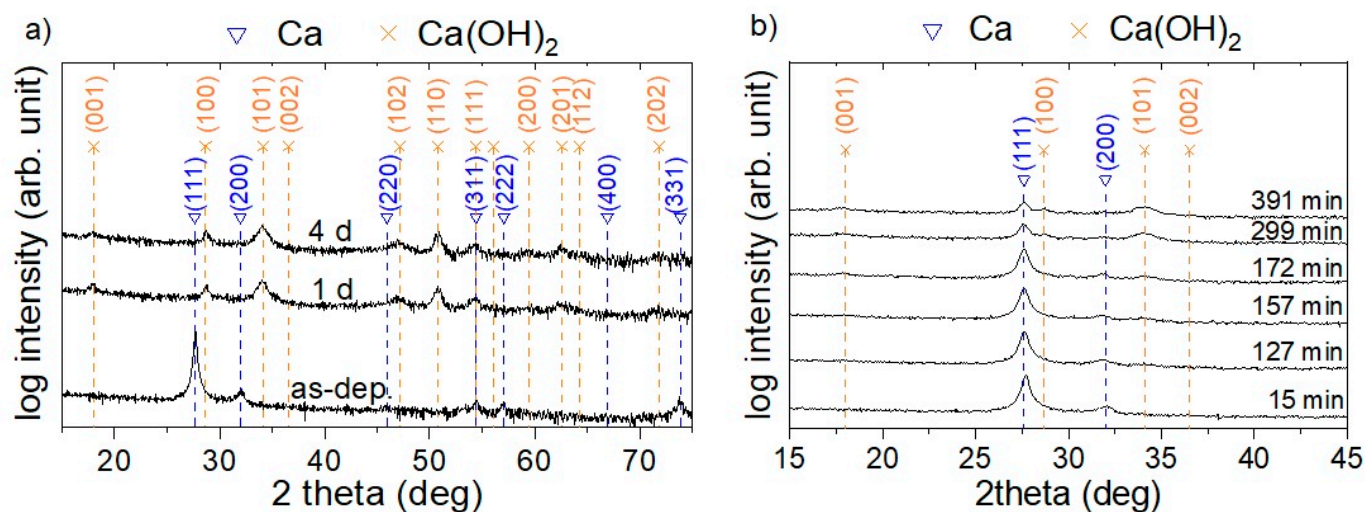 a)
Ca
Ca(OH)2
log intensity (arb. unit)
(001)
(100)
(101)
(002)
(102)
(110)
(111)
(200)
(201)
(112)
(202)
(111)
(200)
(220)
(311)
(222)
(400)
(331)
4 d
1 d
as-dep.
20
30
40
50
60
70
2 theta (deg)
b)
Ca
Ca(OH)2
log intensity (arb. unit)
(001)
(111)
(100)
(200)
(101)
(002)
391 min
299 min
172 min
157 min
127 min
15 min
15
20
25
30
35
40
45
2theta (deg)